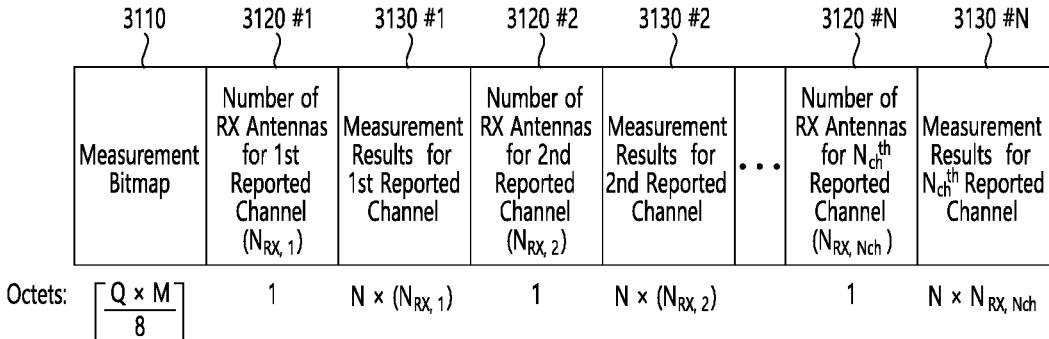 3110 3120 #1 3130 #1 3120 #2 3130 #2 3120 #N 3130 #N
Measurement
Bitmap
Number of
RX Antennas
for 1st
Reported
Channel
(N_RX, 1)
Measurement
Results for
1st Reported
Channel
Number of
RX Antennas
for 2nd
Reported
Channel
(N_RX, 2)
Measurement
Results for
2nd Reported
Channel
• • •
Number of
RX Antennas
for N_ch^th
Reported
Channel
(N_RX, Nch)
Measurement
Results for
N_ch^th Reported
Channel
Octets: ⌈Q × M / 8⌉ 1 N × (N_RX, 1) 1 N × (N_RX, 2) 1 N × N_RX, Nch